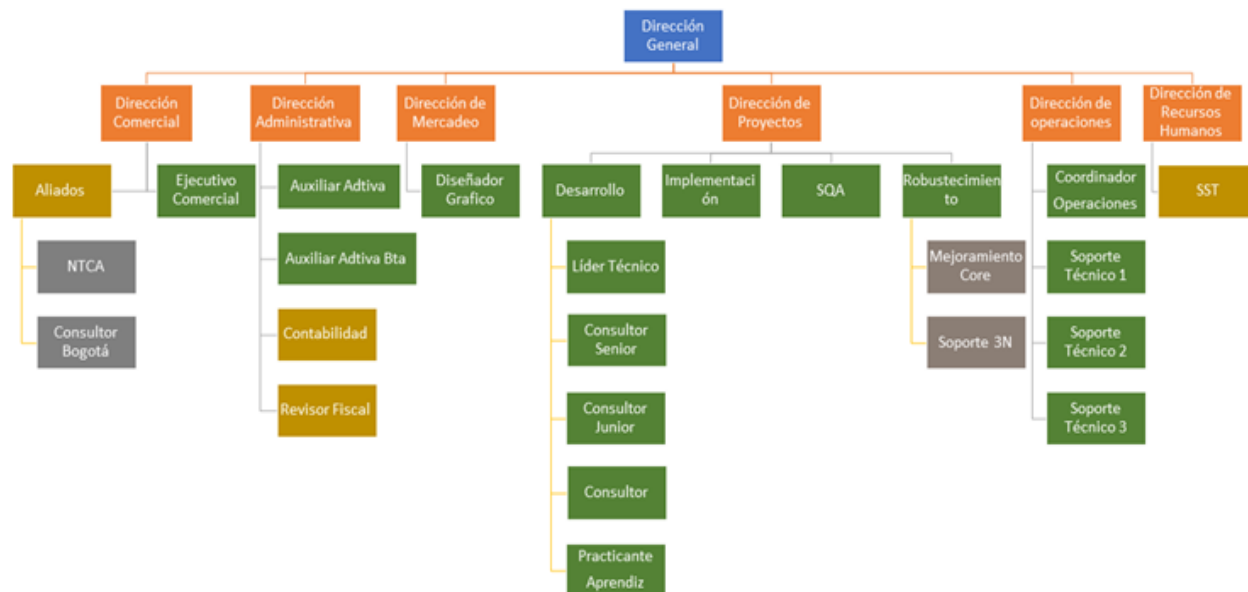 Dirección
General
Dirección
Comercial
Dirección
Administrativa
Dirección de
Mercadeo
Dirección de
Proyectos
Dirección de
operaciones
Dirección de
Recursos
Humanos
Aliados
Ejecutivo
Comercial
Auxiliar Adtiva
Diseñador
Grafico
Desarrollo
Implementaci
ón
SQA
Robustecimie
nto
Coordinador
Operaciones
SST
NTCA
Auxiliar Adtiva Bta
Líder Técnico
Mejoramiento
Core
Soporte
Técnico 1
Consultor
Bogotá
Contabilidad
Consultor
Senior
Soporte 3N
Soporte
Técnico 2
Revisor Fiscal
Consultor
Junior
Soporte
Técnico 3
Consultor
Practicante
Aprendiz